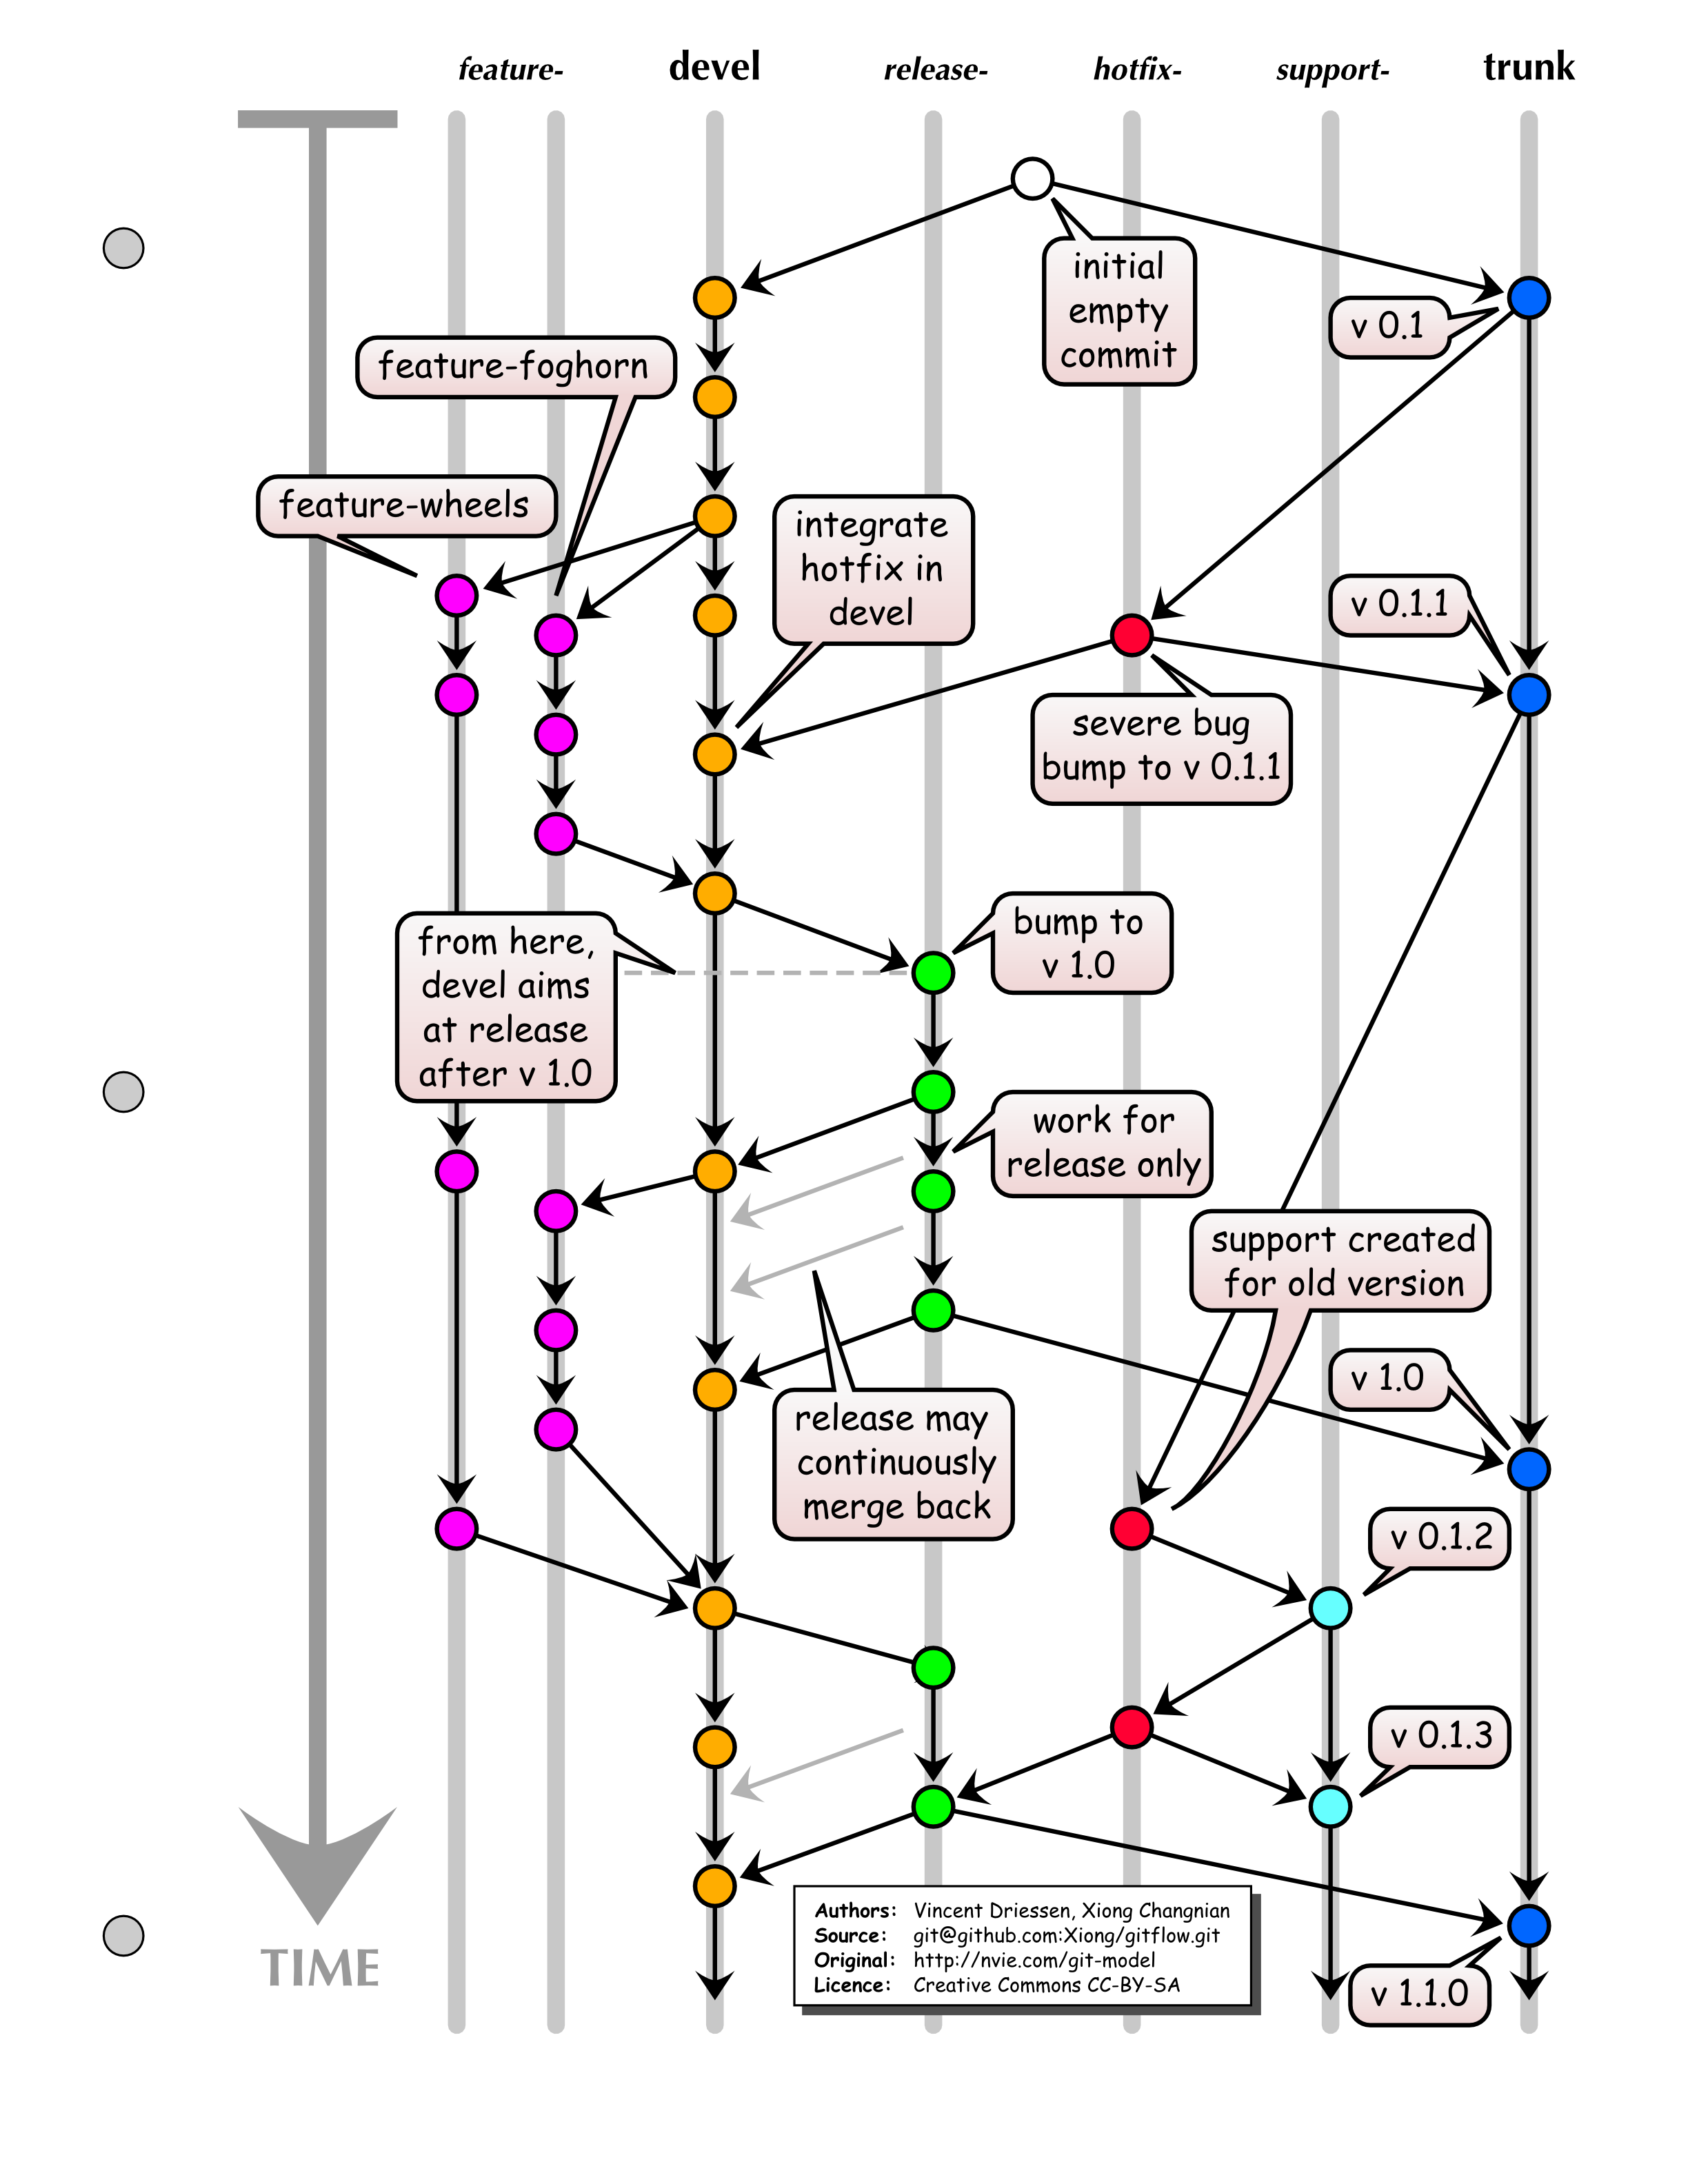 feature-
devel
release-
hotfix-
support-
trunk
initial
empty
commit
v 0.1
feature-foghorn
feature-wheels
integrate
hotfix in
devel
v 0.1.1
severe bug
bump to v 0.1.1
bump to
v 1.0
from here,
devel aims
at release
after v 1.0
work for
release only
support created
for old version
v 1.0
release may
continuously
merge back
v 0.1.2
v 0.1.3
Authors: Vincent Driessen, Xiong Changnian
Source: git@github.com:Xiong/gitflow.git
Original: http://nvie.com/git-model
Licence: Creative Commons CC-BY-SA
TIME
v 1.1.0